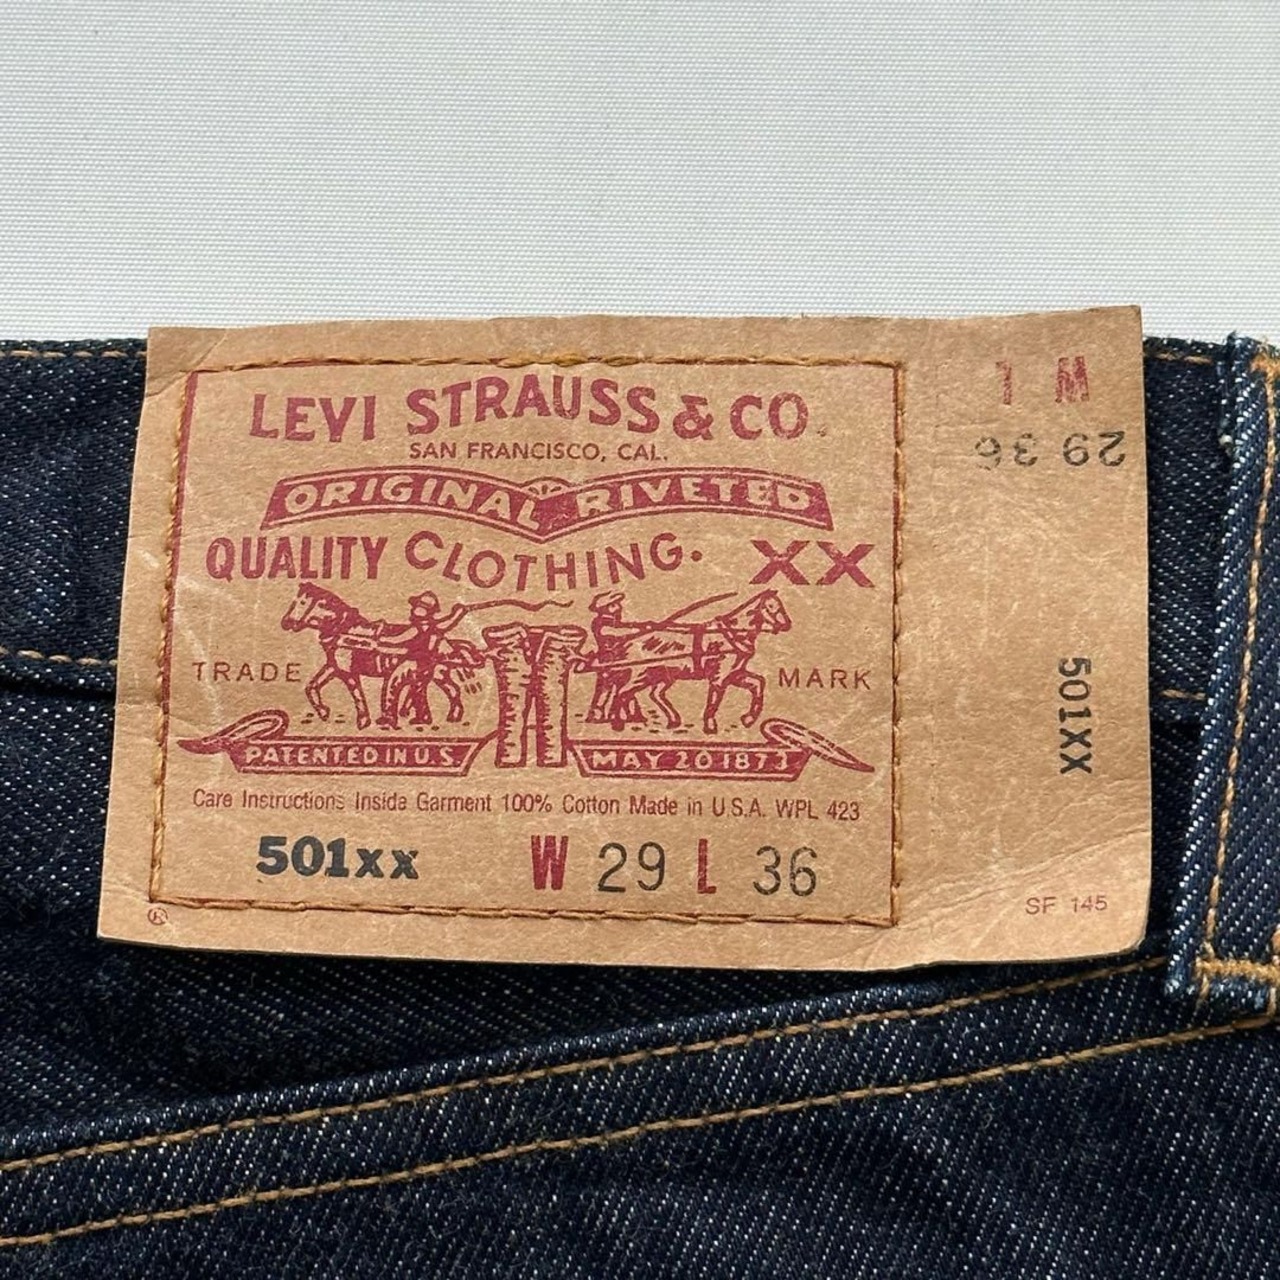 LEVI STRAUSS & CO.
SAN FRANCISCO, CAL.
ORIGINAL RIVETED
QUALITY CLOTHING. XX
TRADE MARK
PATENTED IN U.S. MAY 20 1873
Care Instructions Inside Garment 100% Cotton Made in U.S.A. WPL 423
501xx W 29 L 36
®
W L
29 36
501XX
SF 145